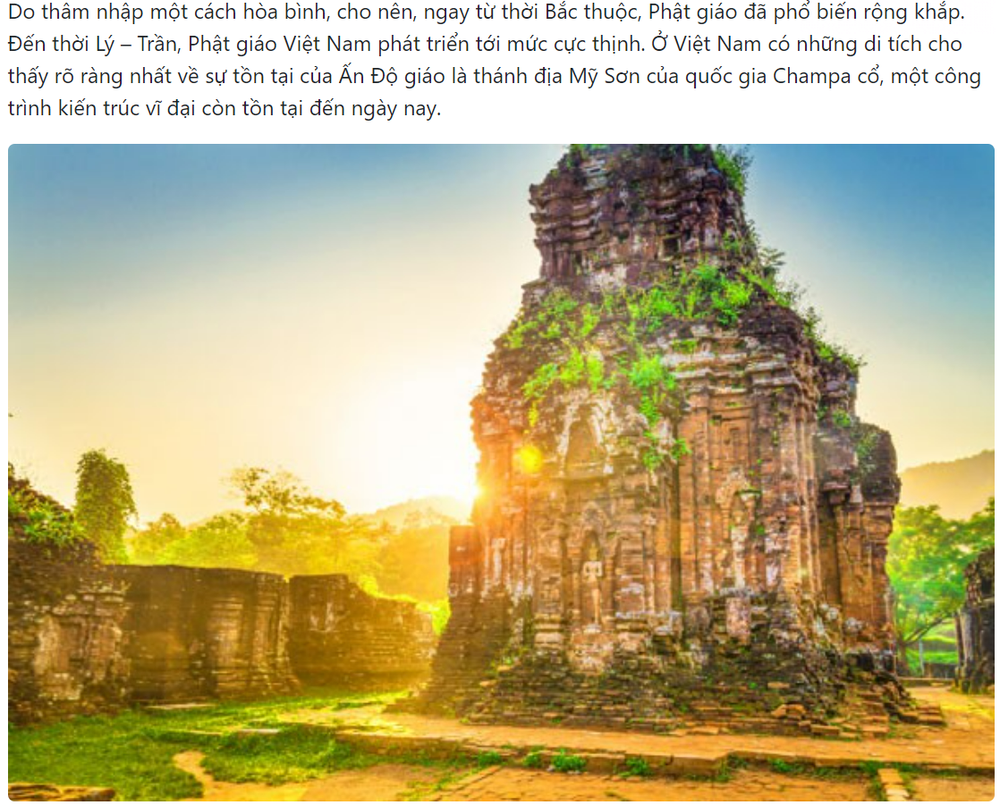 Do thâm nhập một cách hòa bình, cho nên, ngay từ thời Bắc thuộc, Phật giáo đã phổ biến rộng khắp.
Đến thời Lý – Trần, Phật giáo Việt Nam phát triển tới mức cực thịnh. Ở Việt Nam có những di tích cho
thấy rõ ràng nhất về sự tồn tại của Ấn Độ giáo là thánh địa Mỹ Sơn của quốc gia Champa cổ, một công
trình kiến trúc vĩ đại còn tồn tại đến ngày nay.